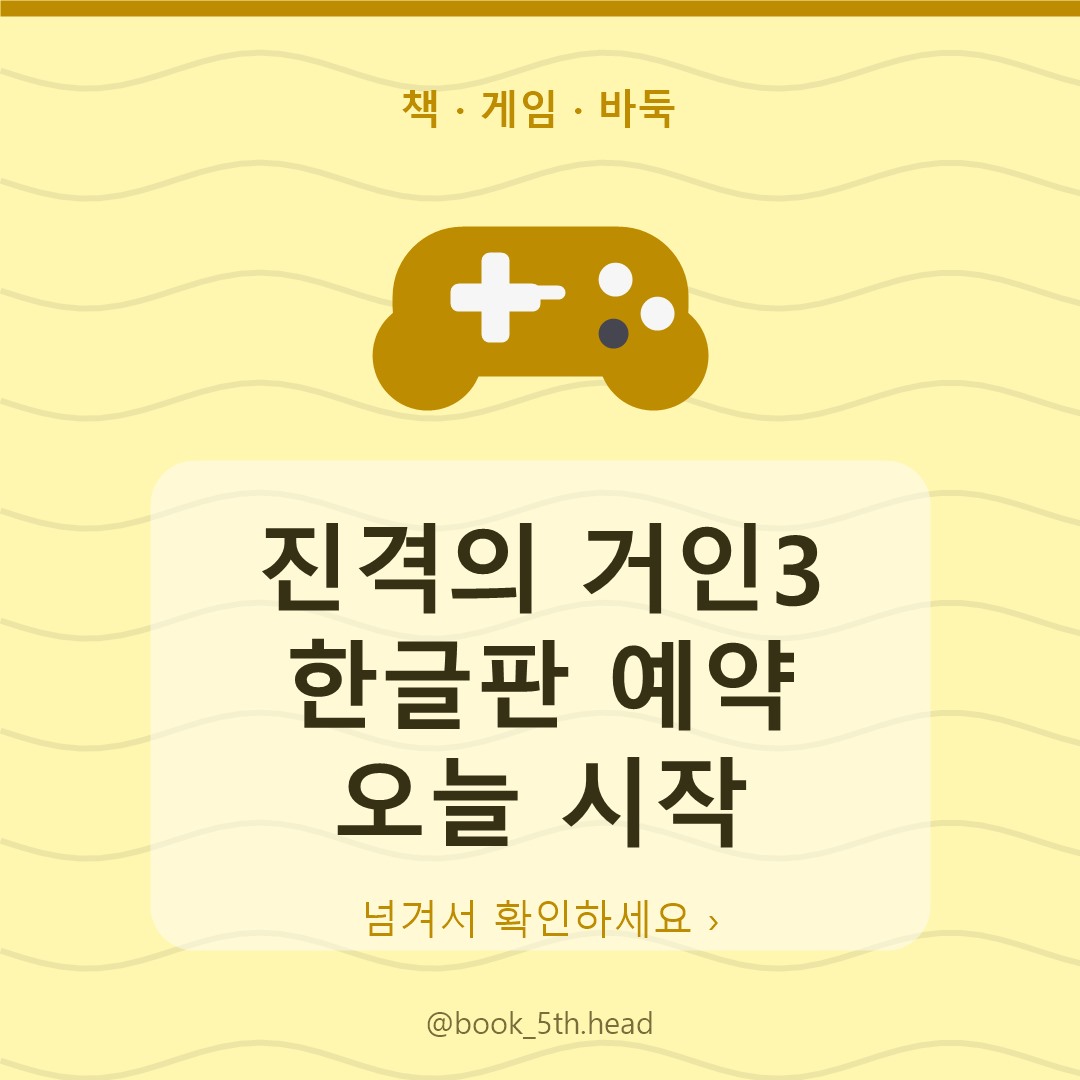 책 · 게임 · 바둑
진격의 거인3
한글판 예약
오늘 시작
넘겨서 확인하세요 ›
@book_5th.head